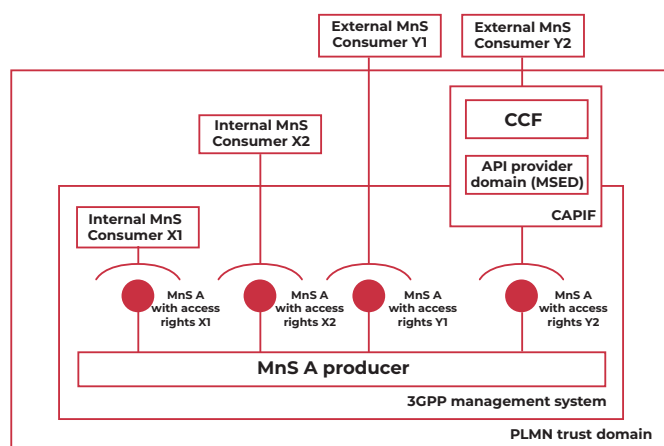 External MnS
Consumer Y1
External MnS
Consumer Y2
Internal MnS
Consumer X2
CCF
API provider
domain (MSED)
CAPIF
Internal MnS
Consumer X1
MnS A
with access
rights X1
MnS A
with access
rights X2
MnS A
with access
rights Y1
MnS A
with access
rights Y2
MnS A producer
3GPP management system
PLMN trust domain